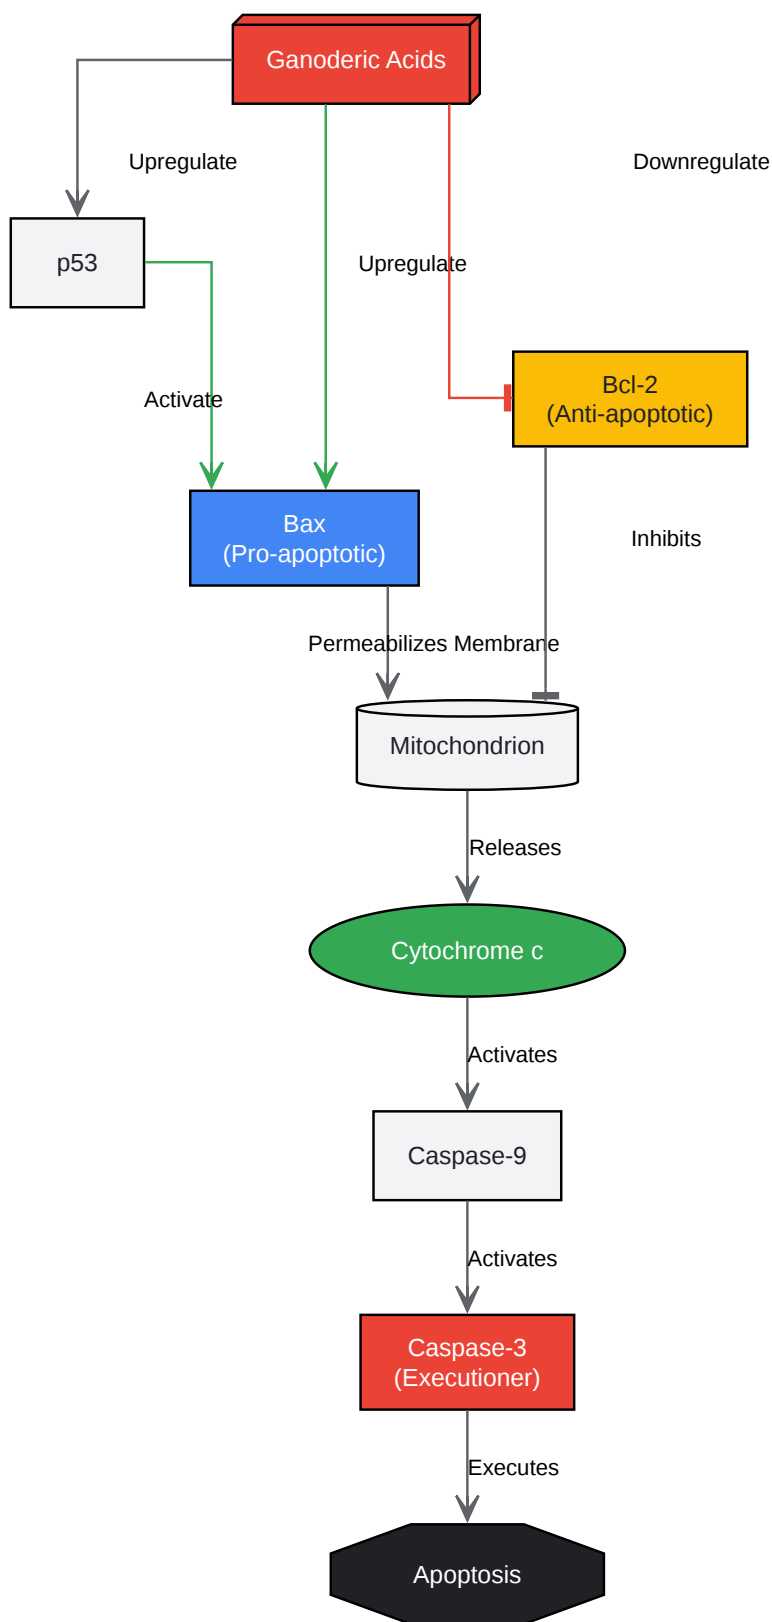 Ganoderic Acids
Upregulate
Downregulate
p53
Upregulate
Activate
Bcl-2
(Anti-apoptotic)
Bax
(Pro-apoptotic)
Inhibits
Permeabilizes Membrane
Mitochondrion
Releases
Cytochrome c
Activates
Caspase-9
Activates
Caspase-3
(Executioner)
Executes
Apoptosis